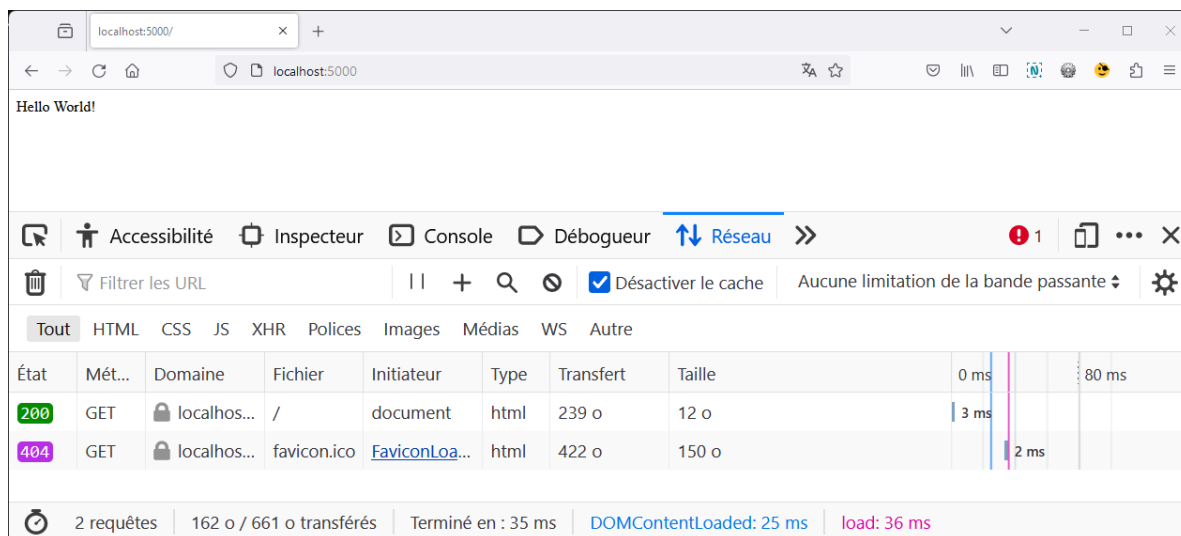 localhost:5000/
localhost:5000
Hello World!
Accessibilité Inspecteur Console Débogueur Réseau 1
Filtrer les URL Désactiver le cache Aucune limitation de la bande passante
Tout HTML CSS JS XHR Polices Images Médias WS Autre
État Mét... Domaine Fichier Initiateur Type Transfert Taille 0 ms 80 ms
200 GET localhos... / document html 239 o 12 o 3 ms
404 GET localhos... favicon.ico FaviconLoa... html 422 o 150 o 2 ms
2 requêtes 162 o / 661 o transférés Terminé en : 35 ms DOMContentLoaded: 25 ms load: 36 ms